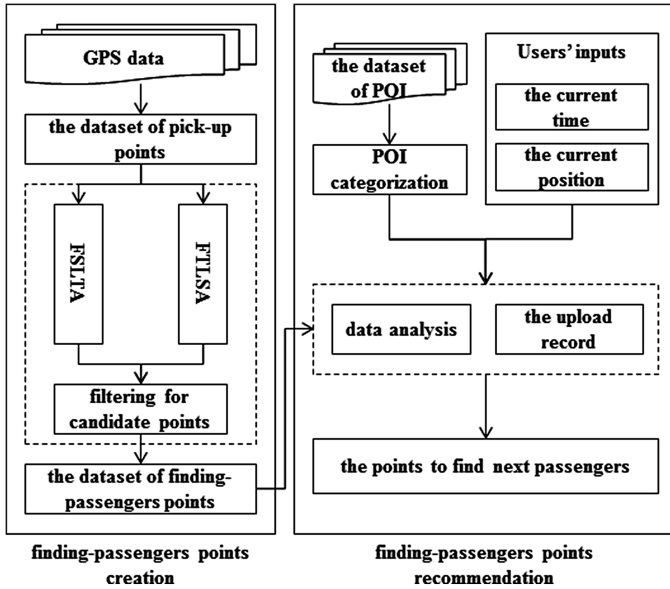 GPS data
the dataset of pick-up
points
FSLTA
FTLSA
filtering for
candidate points
the dataset of finding-
passengers points
finding-passengers points
creation
the dataset
of POI
POI
categorization
Users' inputs
the current
time
the current
position
data analysis
the upload
record
the points to find next passengers
finding-passengers points
recommendation